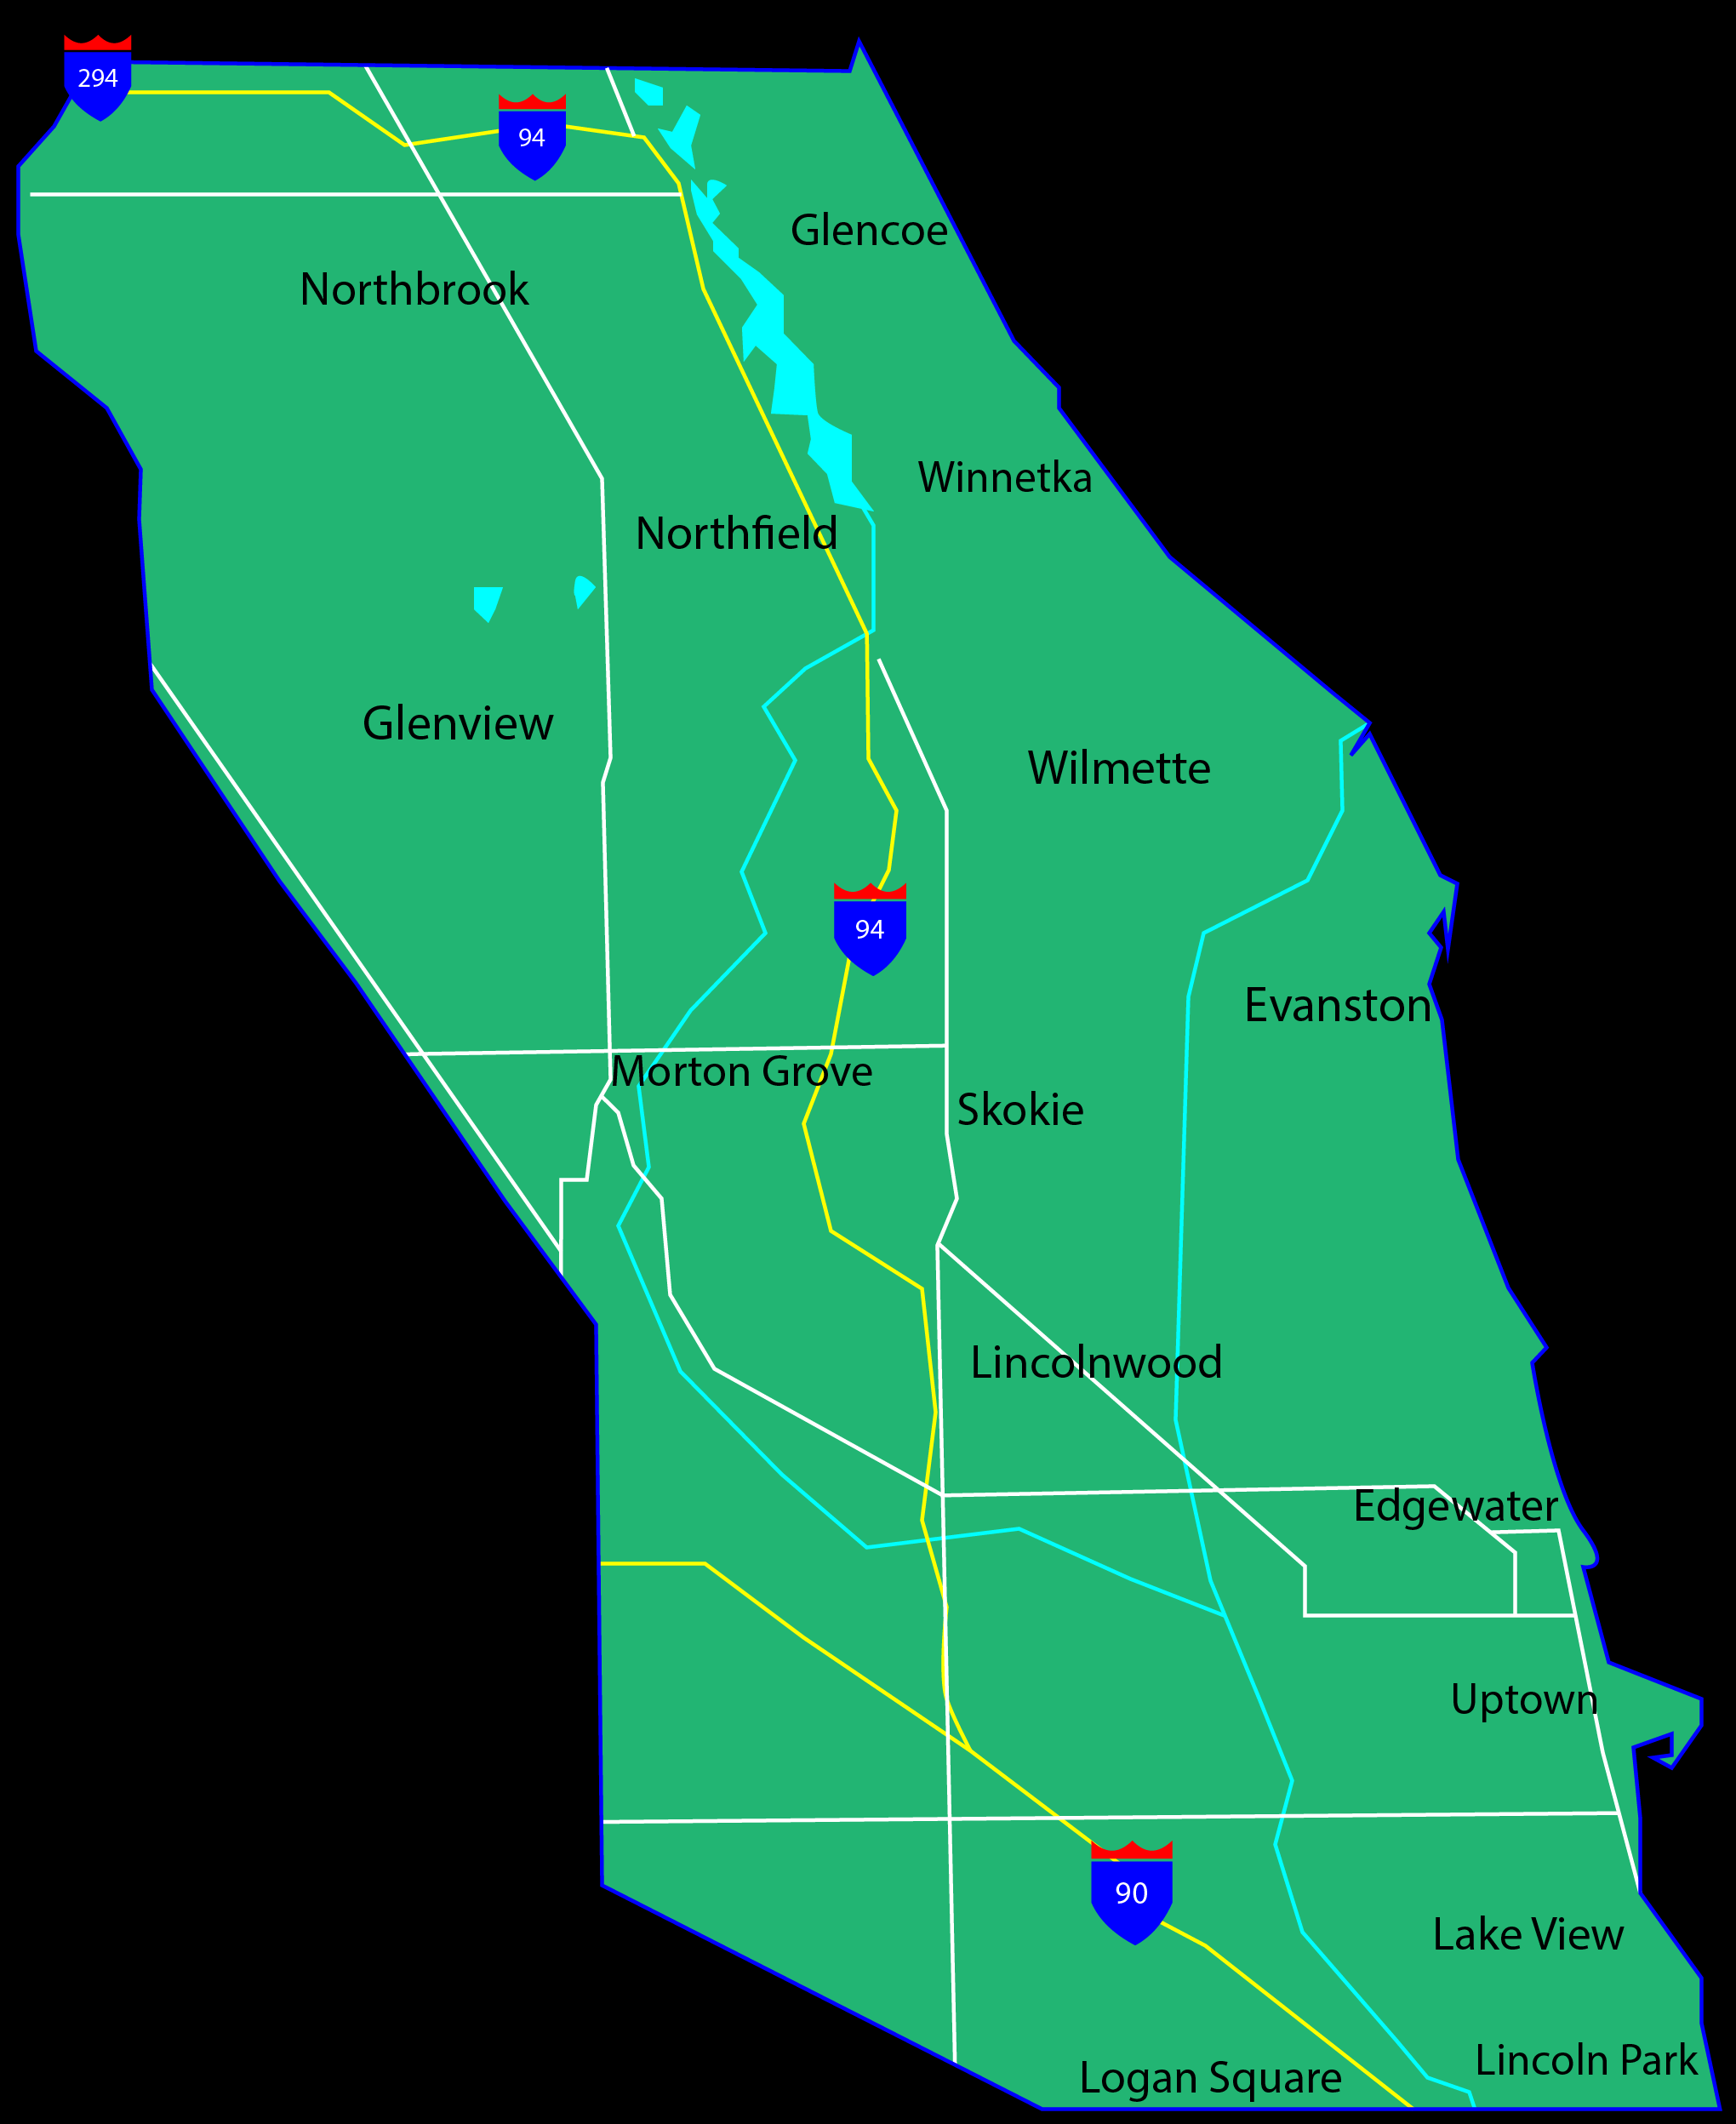 294
94
Glencoe
Northbrook
Winnetka
Northfield
Glenview
Wilmette
94
Evanston
Morton Grove
Skokie
Lincolnwood
Edgewater
Uptown
90
Lake View
Lincoln Park
Logan Square